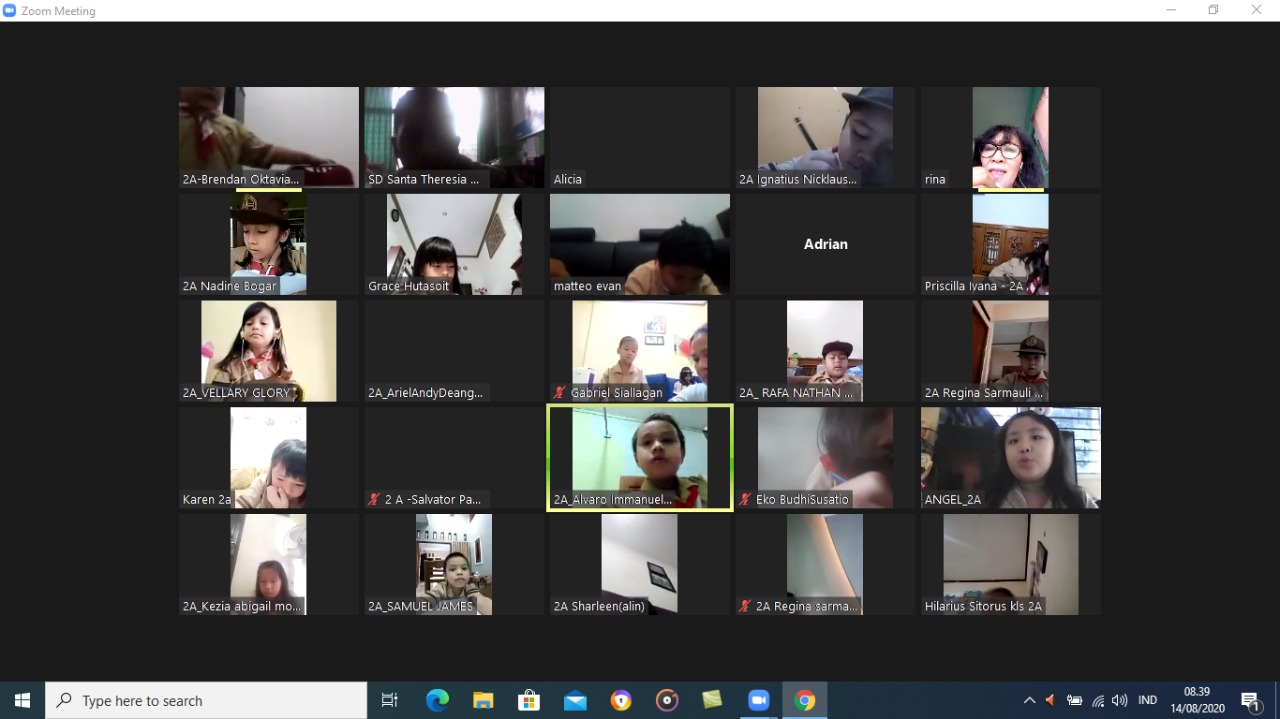 Zoom Meeting
2A-Brendan Oktavia...
SD Santa Theresia ...
Alicia
2A Ignatius Nicklaus...
rina
2A Nadine Bogar
Grace Hutasoit
matteo evan
Adrian
Priscilla Ivana - 2A
2A_VELLARY GLORY
2A_ArielAndyDeang...
Gabriel Siallagan
2A_ RAFA NATHAN ...
2A Regina Sarmauli ...
Karen 2a
2 A -Salvator Pa...
2A_Alvaro Immanuel...
Eko BudhiSusatio
ANGEL_2A
2A_Kezia abigail mo...
2A_SAMUEL JAMES
2A Sharleen(alin)
2A Regina sarma...
Hilarius Sitorus kls 2A
Type here to search
IND
08.39
14/08/2020
1